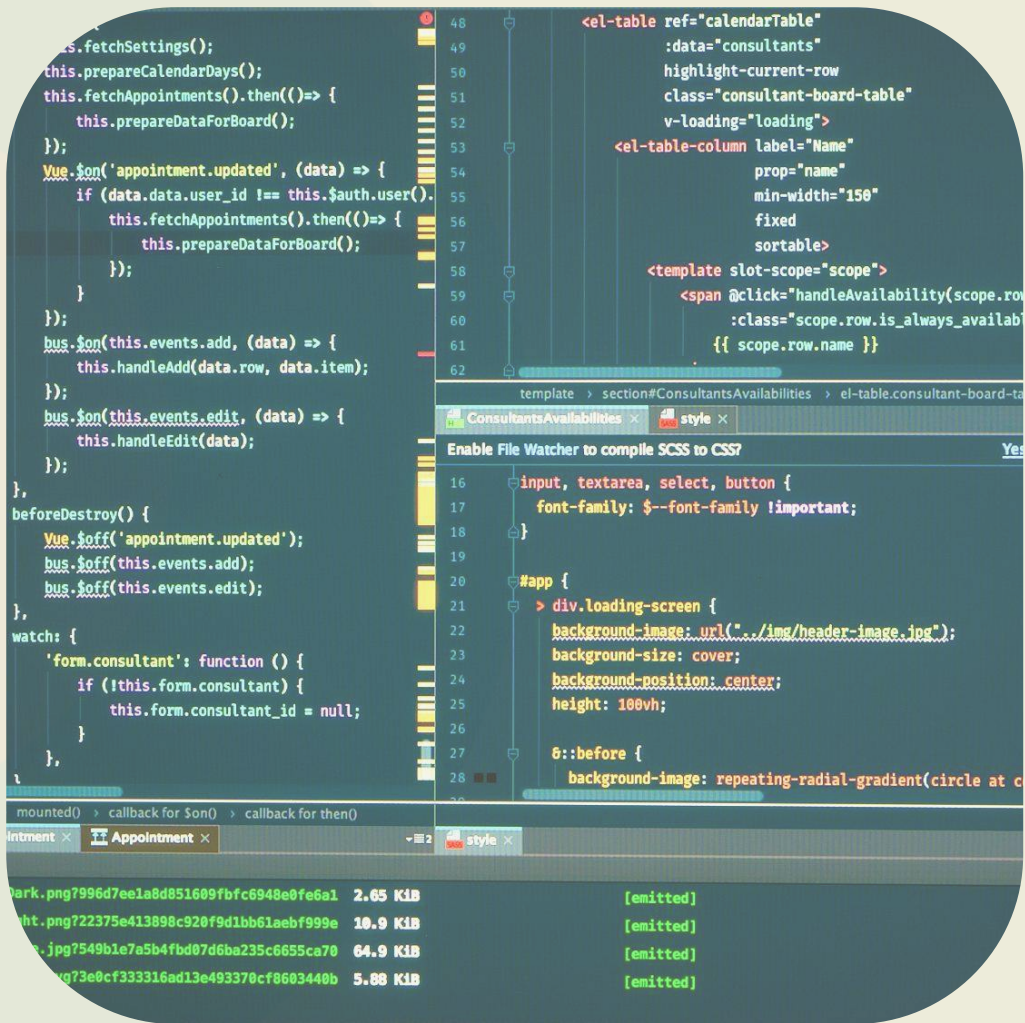 this.fetchSettings();
this.prepareCalendarDays();
this.fetchAppointments().then(()=> {
this.prepareDataForBoard();
});
Vue.$on('appointment.updated', (data) => {
if (data.data.user_id !== this.$auth.user().
this.fetchAppointments().then(()=> {
this.prepareDataForBoard();
});
}
});
bus.$on(this.events.add, (data) => {
this.handleAdd(data.row, data.item);
});
bus.$on(this.events.edit, (data) => {
this.handleEdit(data);
});
},
beforeDestroy() {
Vue.$off('appointment.updated');
bus.$off(this.events.add);
bus.$off(this.events.edit);
},
watch: {
'form.consultant': function () {
if (!this.form.consultant) {
this.form.consultant_id = null;
}
},
mounted() › callback for $on() › callback for then()
intment × Appointment × 2
48 <el-table ref="calendarTable"
49 :data="consultants"
50 highlight-current-row
51 class="consultant-board-table"
52 v-loading="loading">
53 <el-table-column label="Name"
54 prop="name"
55 min-width="150"
56 fixed
57 sortable>
58 <template slot-scope="scope">
59 <span @click="handleAvailability(scope.row
60 :class="scope.row.is_always_availabl
61 {{ scope.row.name }}
62
template › section#ConsultantsAvailabilities › el-table.consultant-board-ta
ConsultantsAvailabilities × style ×
Enable File Watcher to compile SCSS to CSS? Yes
16 input, textarea, select, button {
17 font-family: $--font-family !important;
18 }
19
20 #app {
21 > div.loading-screen {
22 background-image: url("../img/header-image.jpg");
23 background-size: cover;
24 background-position: center;
25 height: 100vh;
26
27 &::before {
28 background-image: repeating-radial-gradient(circle at c
style ×
Dark.png?996d7ee1a8d851609fbfc6948e0fe6a1 2.65 KiB [emitted]
ht.png?22375e413898c920f9d1bb61aebf999e 10.9 KiB [emitted]
e.jpg?549b1e7a5b4fbd07d6ba235c6655ca70 64.9 KiB [emitted]
vg?3e0cf333316ad13e493370cf8603440b 5.88 KiB [emitted]